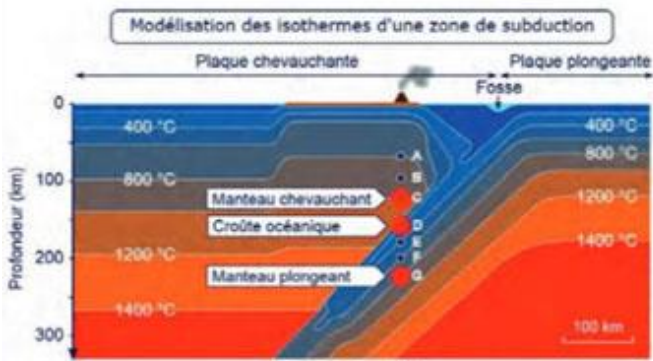 Modélisation des isothermes d'une zone de subduction
Plaque chevauchante
Plaque plongeante
Fosse
0
400 °C
400 °C
A
800 °C
B
800 °C
100
Manteau chevauchant
C
1200 °C
Croûte océanique
D
1400 °C
E
1200 °C
F
200
Manteau plongeant
G
1400 °C
300
100 km
Profondeur (km)